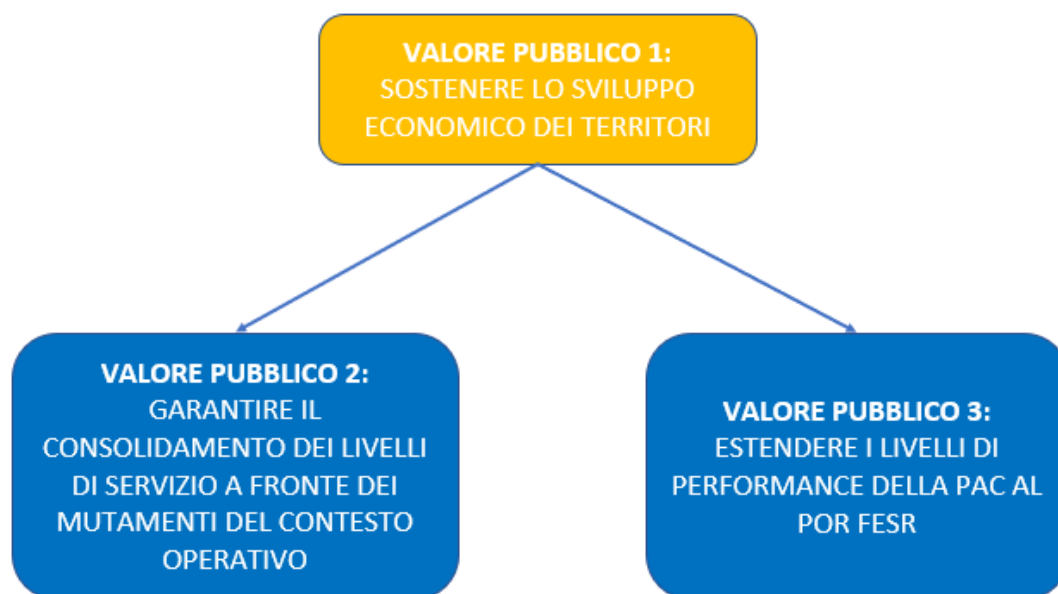 VALORE PUBBLICO 1:
SOSTENERE LO SVILUPPO
ECONOMICO DEI TERRITORI
VALORE PUBBLICO 2:
GARANTIRE IL
CONSOLIDAMENTO DEI LIVELLI
DI SERVIZIO A FRONTE DEI
MUTAMENTI DEL CONTESTO
OPERATIVO
VALORE PUBBLICO 3:
ESTENDERE I LIVELLI DI
PERFORMANCE DELLA PAC AL
POR FESR